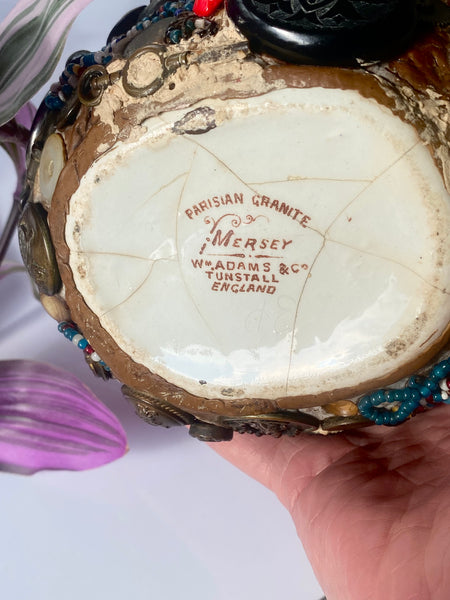 PARISIAN GRANITE
MERSEY
Wm ADAMS & Co
TUNSTALL
ENGLAND